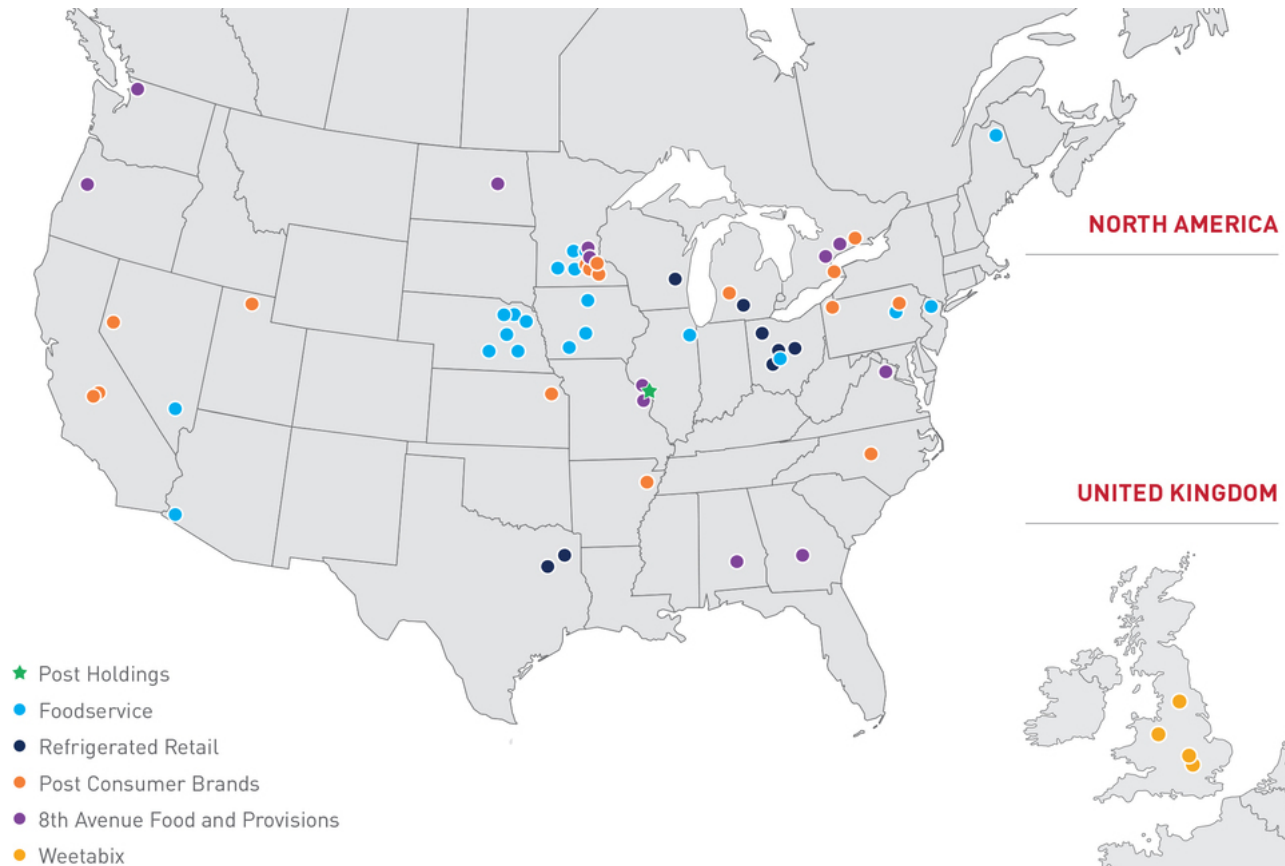 NORTH AMERICA
UNITED KINGDOM
Post Holdings
Foodservice
Refrigerated Retail
Post Consumer Brands
8th Avenue Food and Provisions
Weetabix